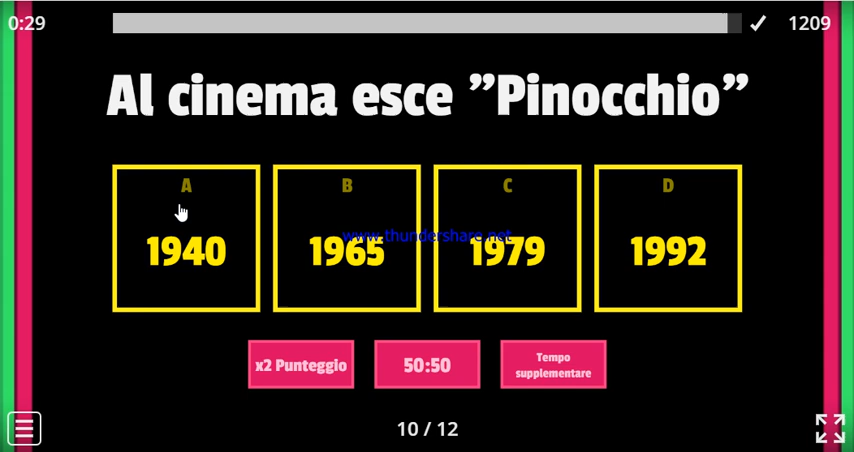 0:29
1209
Al cinema esce ”Pinocchio”
A
B
C
D
1940
1965
1979
1992
www.thundershare.net
x2 Punteggio
50:50
Tempo
supplementare
10 / 12